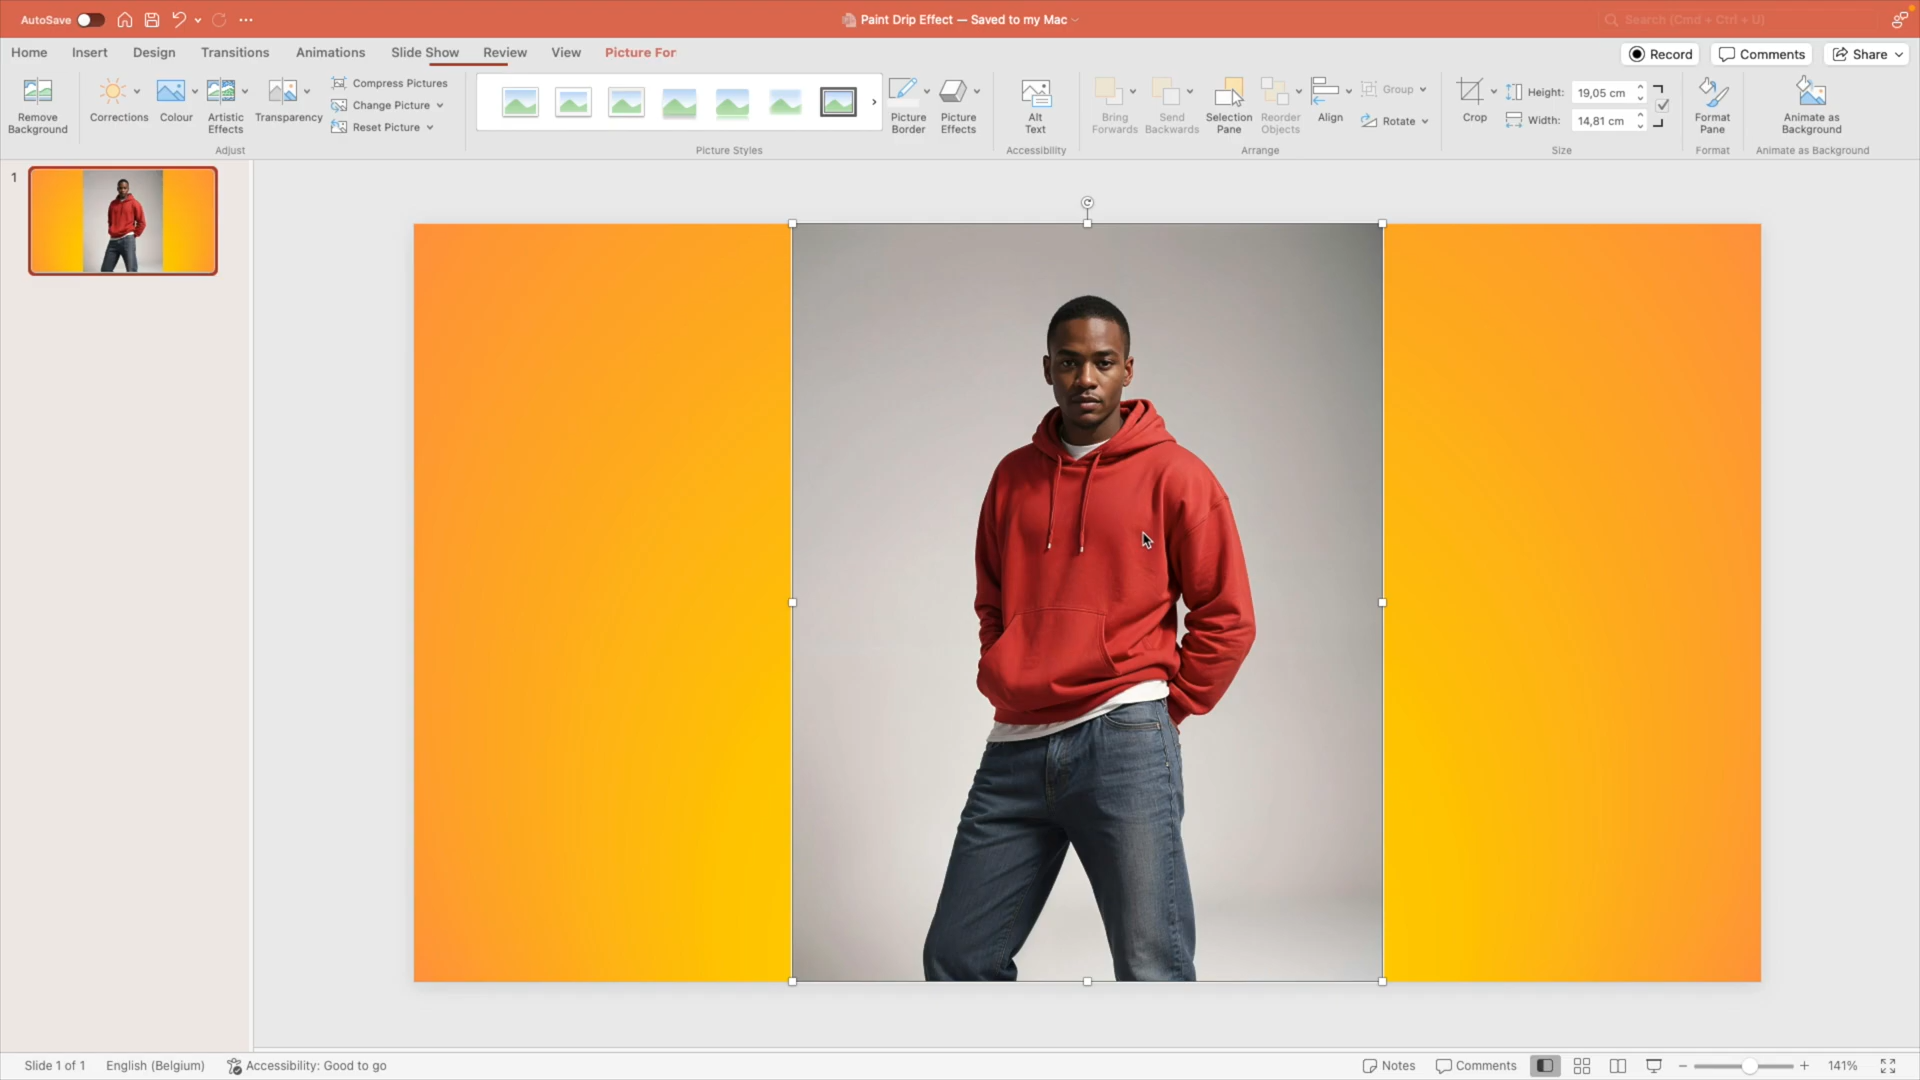 AutoSave
Paint Drip Effect — Saved to my Mac
Search (Cmd + Ctrl + U)
Home Insert Design Transitions Animations Slide Show Review View Picture For
Record Comments Share
Remove Background
Corrections
Colour
Artistic Effects
Transparency
Compress Pictures
Change Picture
Reset Picture
Adjust
Picture Styles
Picture Border
Picture Effects
Alt Text
Accessibility
Bring Forwards
Send Backwards
Selection Pane
Reorder Objects
Align
Group
Rotate
Arrange
Crop
Height: 19,05 cm
Width: 14,81 cm
Size
Format Pane
Format
Animate as Background
Animate as Background
1
Slide 1 of 1 English (Belgium) Accessibility: Good to go Notes Comments 141%